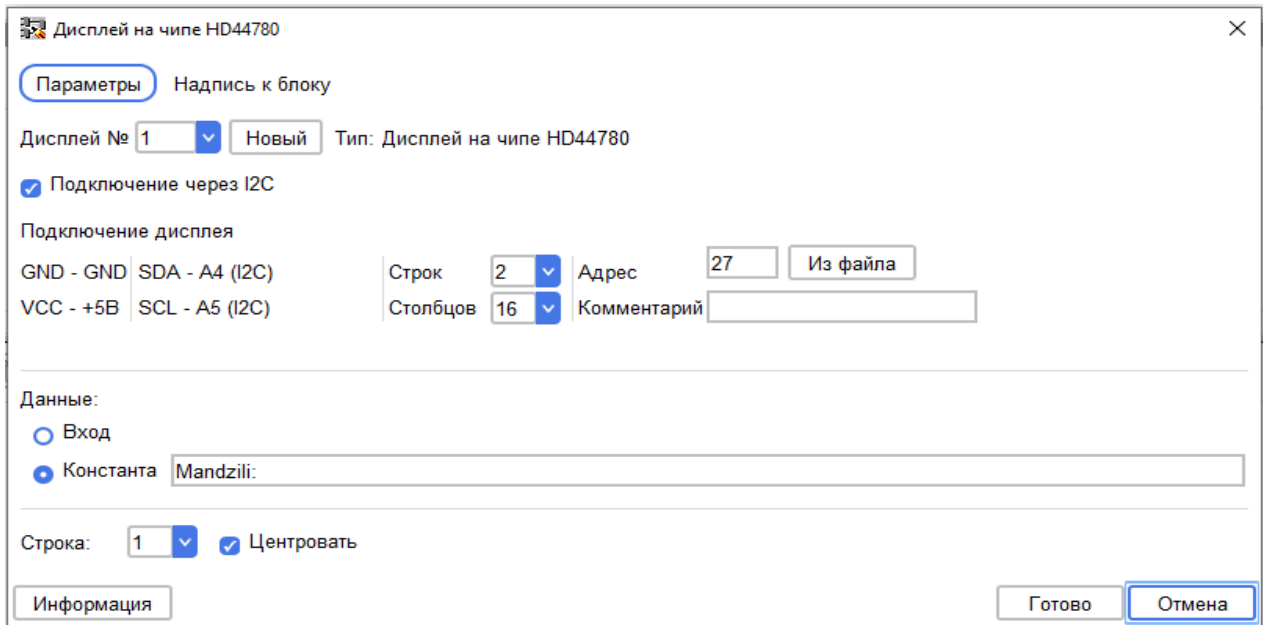 Дисплей на чипе HD44780
Параметры Надпись к блоку
Дисплей № 1 Новый Тип: Дисплей на чипе HD44780
Подключение через I2C
Подключение дисплея
GND - GND SDA - A4 (I2C) Строк 2 Адрес 27 Из файла
VCC - +5В SCL - A5 (I2C) Столбцов 16 Комментарий
Данные:
Вход
Константа Mandzili:
Строка: 1 Центровать
Информация Готово Отмена